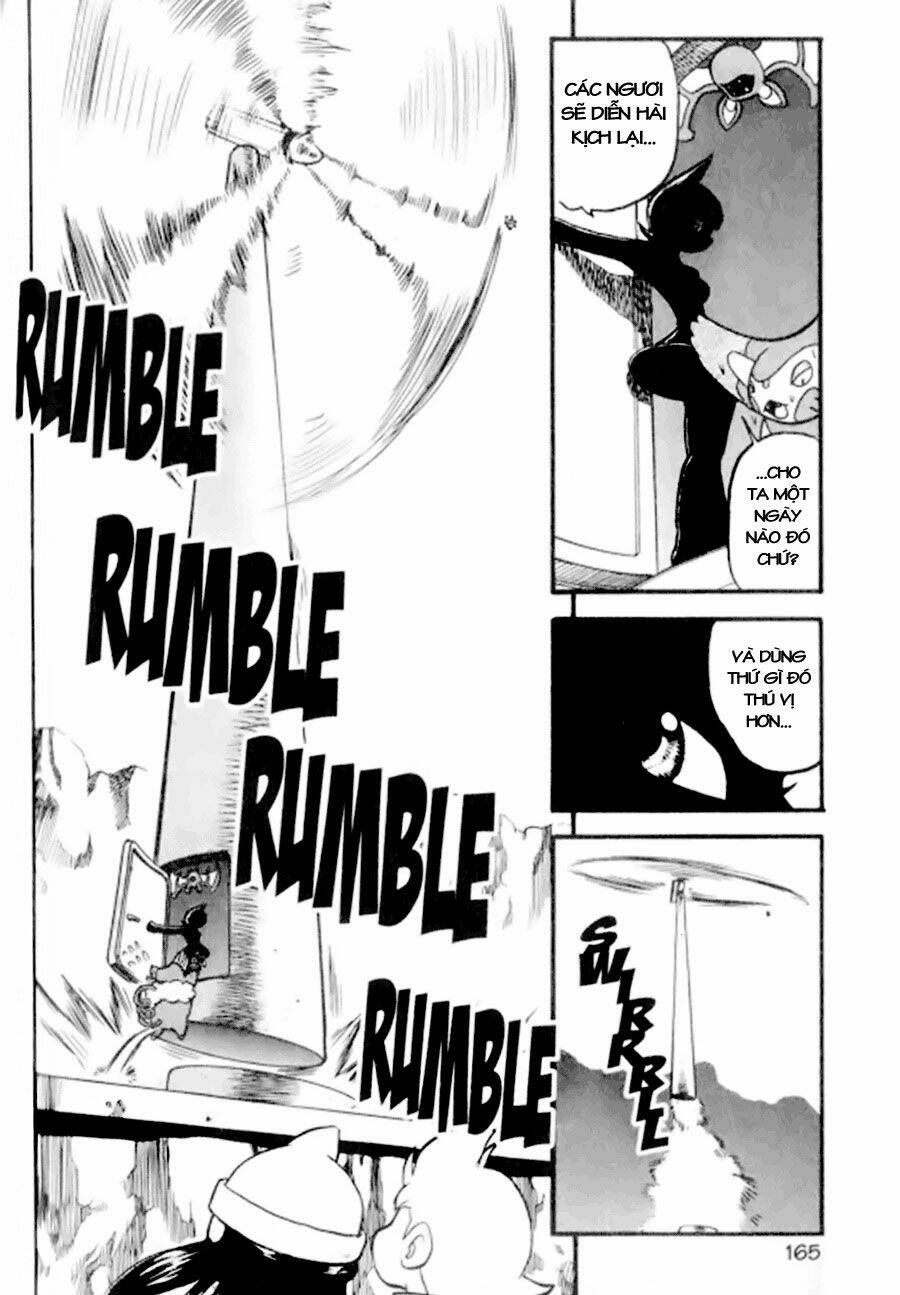 CÁC NGƯƠI
SẼ DIỄN HÀI
KỊCH LẠI...
...CHO
TA MỘT
NGÀY
NÀO ĐÓ
CHỨ?
VÀ DÙNG
THỨ GÌ ĐÓ
THÚ VỊ
HƠN...
SWIRRBL
RUMBLE
RUMBLE
RUMBLE
RUMBLE
165